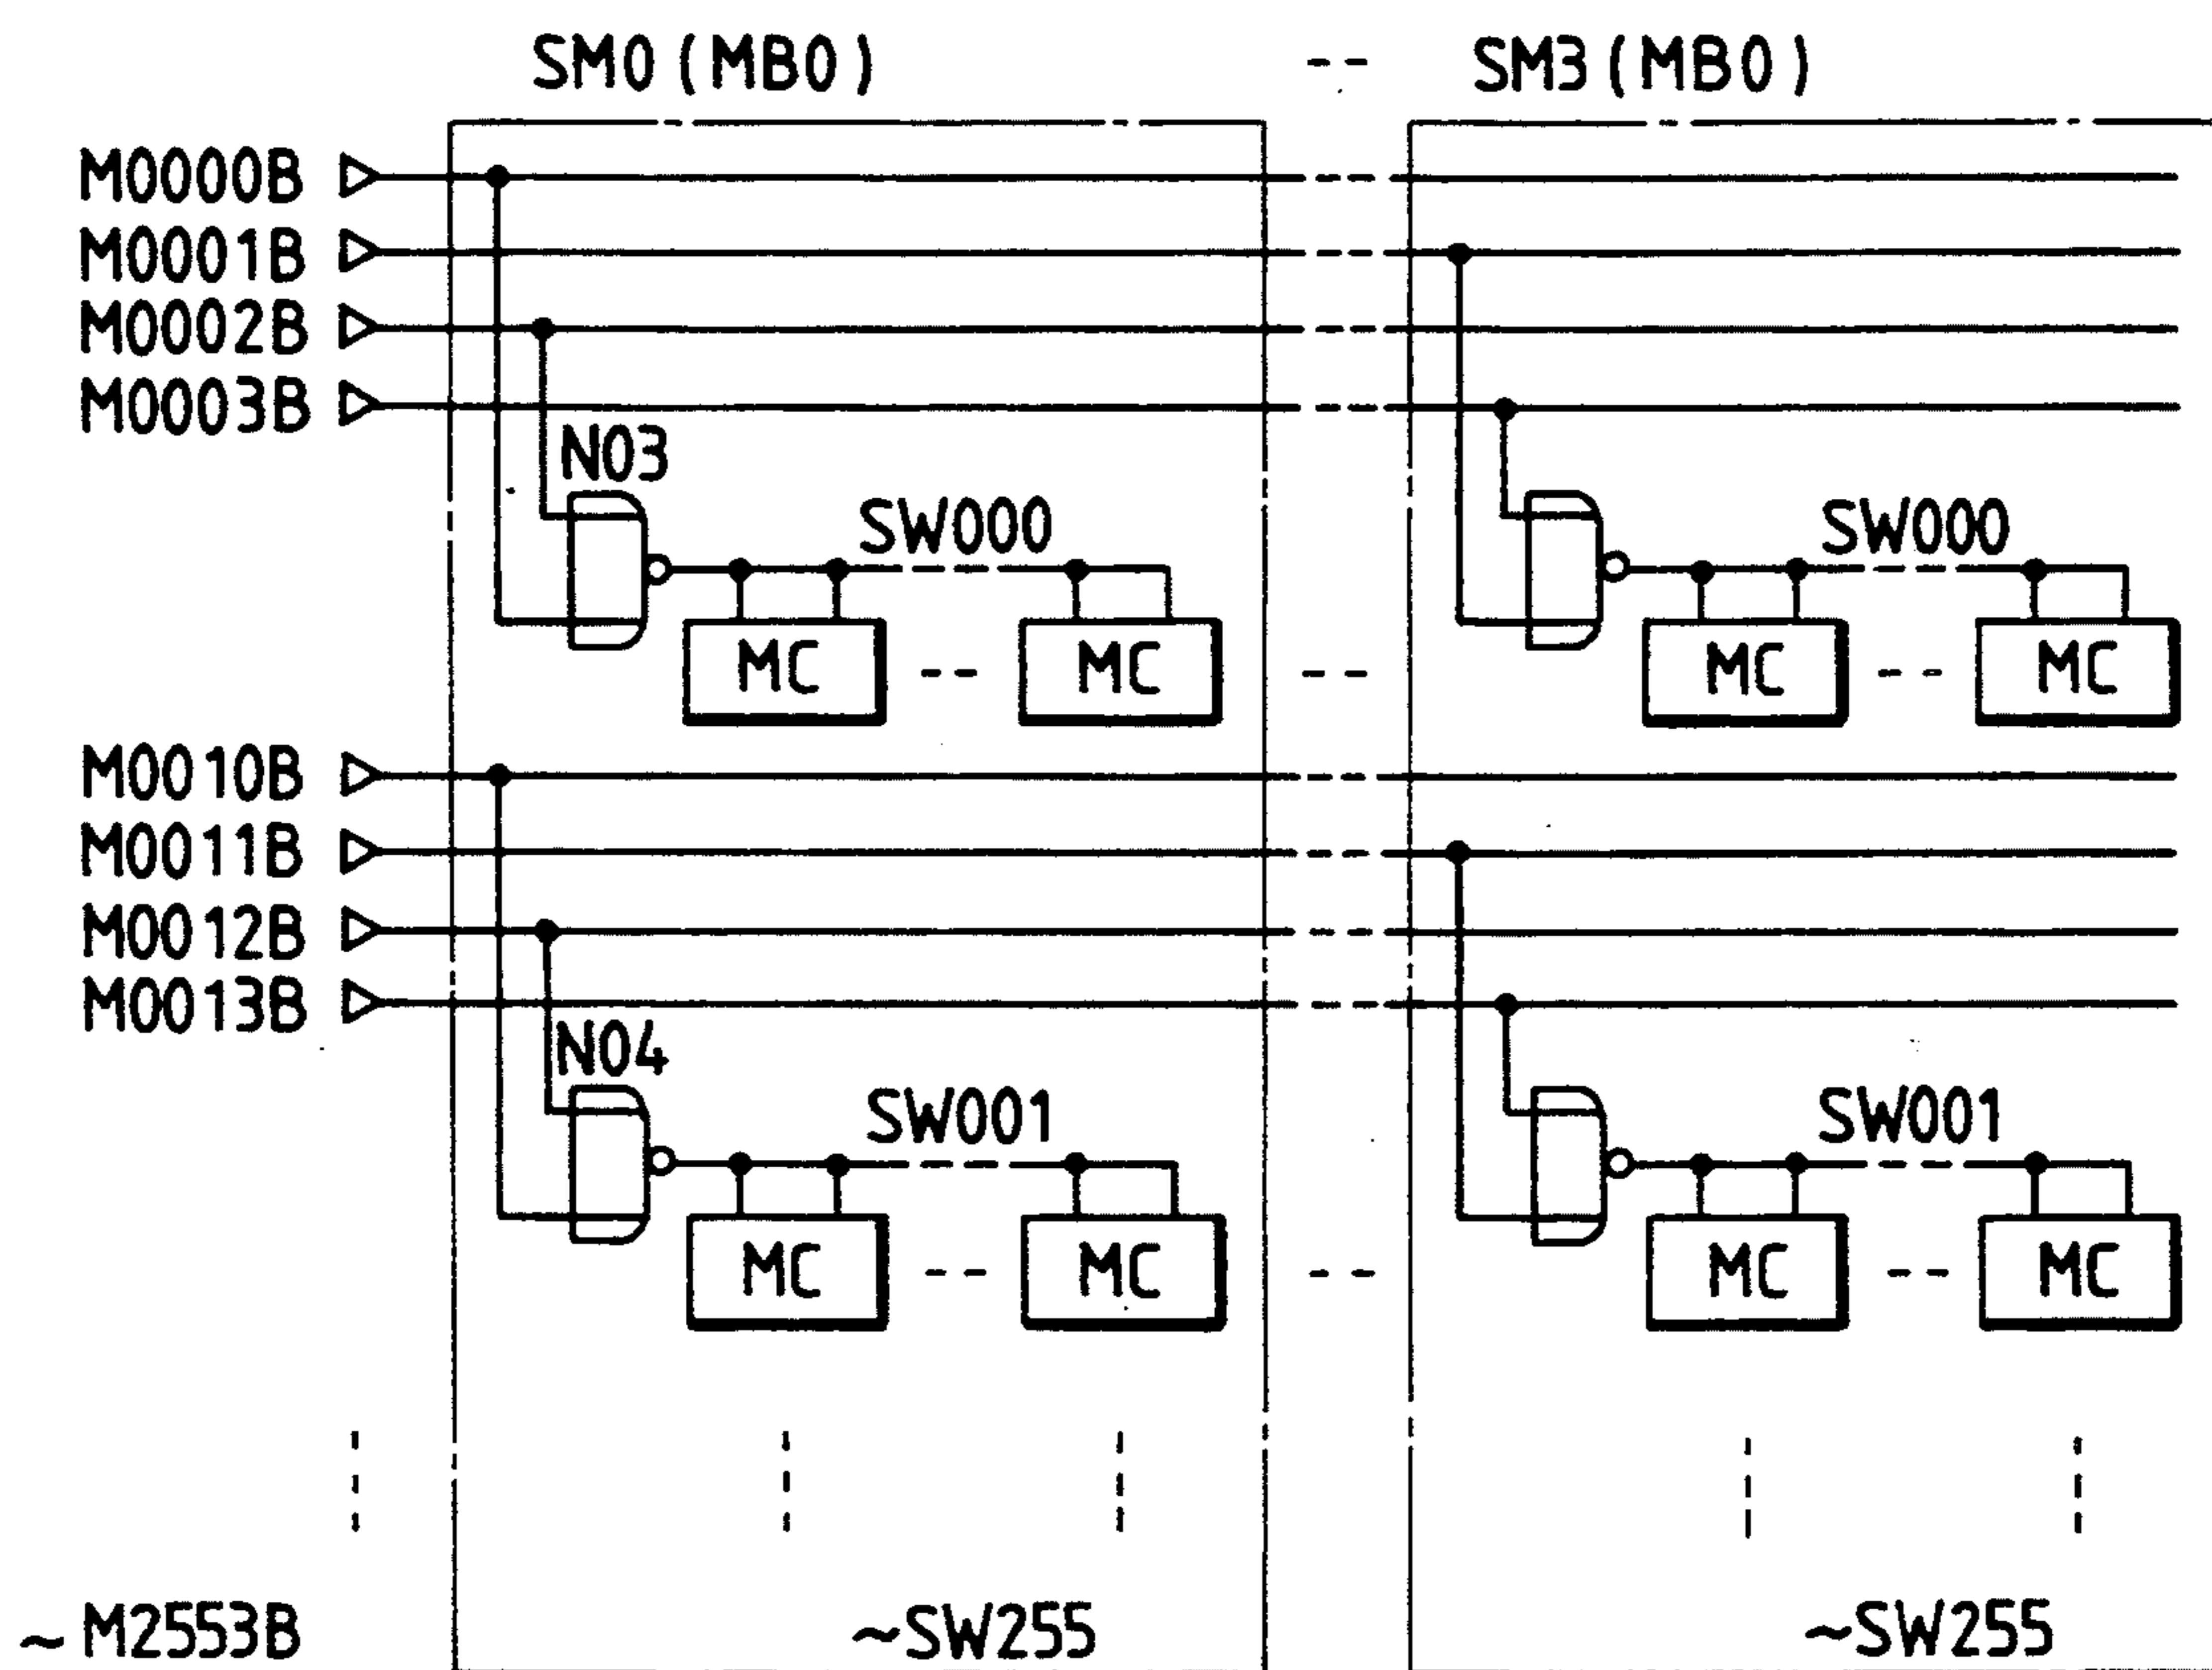 SM0 (MB0) -- SM3 (MB0)
M0000B
M0001B
M0002B
M0003B
N03
SW000 SW000
MC -- MC -- MC -- MC
M0010B
M0011B
M0012B
M0013B
N04
SW001 SW001
MC -- MC -- MC -- MC
~M2553B ~SW255 ~SW255